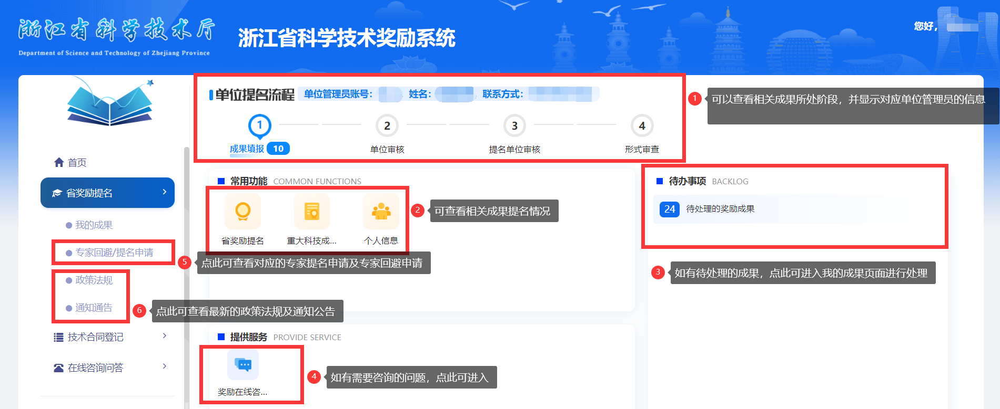 浙江省科学技术厅
Department of Science and Technology of Zhejiang Province
浙江省科学技术奖励系统
您好，
单位提名流程 单位管理员账号： 姓名： 联系方式：
1 2 3 4
成果填报 10 单位审核 提名单位审核 形式审查
1 可以查看相关成果所处阶段，并显示对应单位管理员的信息
首页
省奖励提名
我的成果
专家回避/提名申请
政策法规
通知通告
技术合同登记
在线咨询问答
常用功能 COMMON FUNCTIONS
省奖励提名 重大科技成... 个人信息
2 可查看相关成果提名情况
待办事项 BACKLOG
24 待处理的奖励成果
5 点此可查看对应的专家提名申请及专家回避申请
3 如有待处理的成果，点此可进入我的成果页面进行处理
6 点此可查看最新的政策法规及通知公告
提供服务 PROVIDE SERVICE
奖励在线咨...
4 如有需要咨询的问题，点此可进入